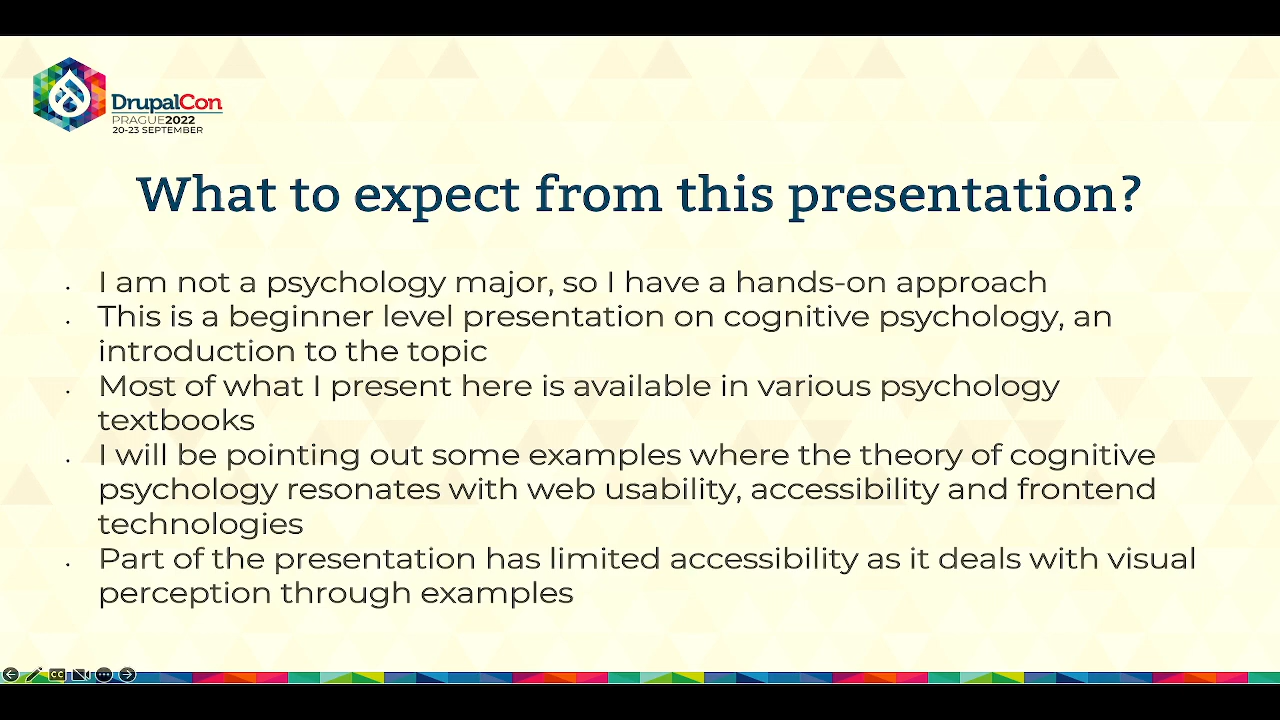 DrupalCon
PRAGUE2022
20-23 SEPTEMBER
What to expect from this presentation?
• I am not a psychology major, so I have a hands-on approach
• This is a beginner level presentation on cognitive psychology, an
introduction to the topic
• Most of what I present here is available in various psychology
textbooks
• I will be pointing out some examples where the theory of cognitive
psychology resonates with web usability, accessibility and frontend
technologies
• Part of the presentation has limited accessibility as it deals with visual
perception through examples
CC